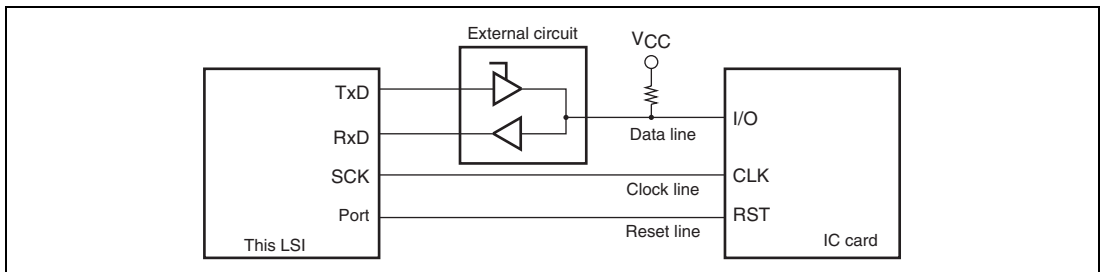 External circuit
VCC
TxD
RxD
SCK
Port
This LSI
Data line
Clock line
Reset line
I/O
CLK
RST
IC card